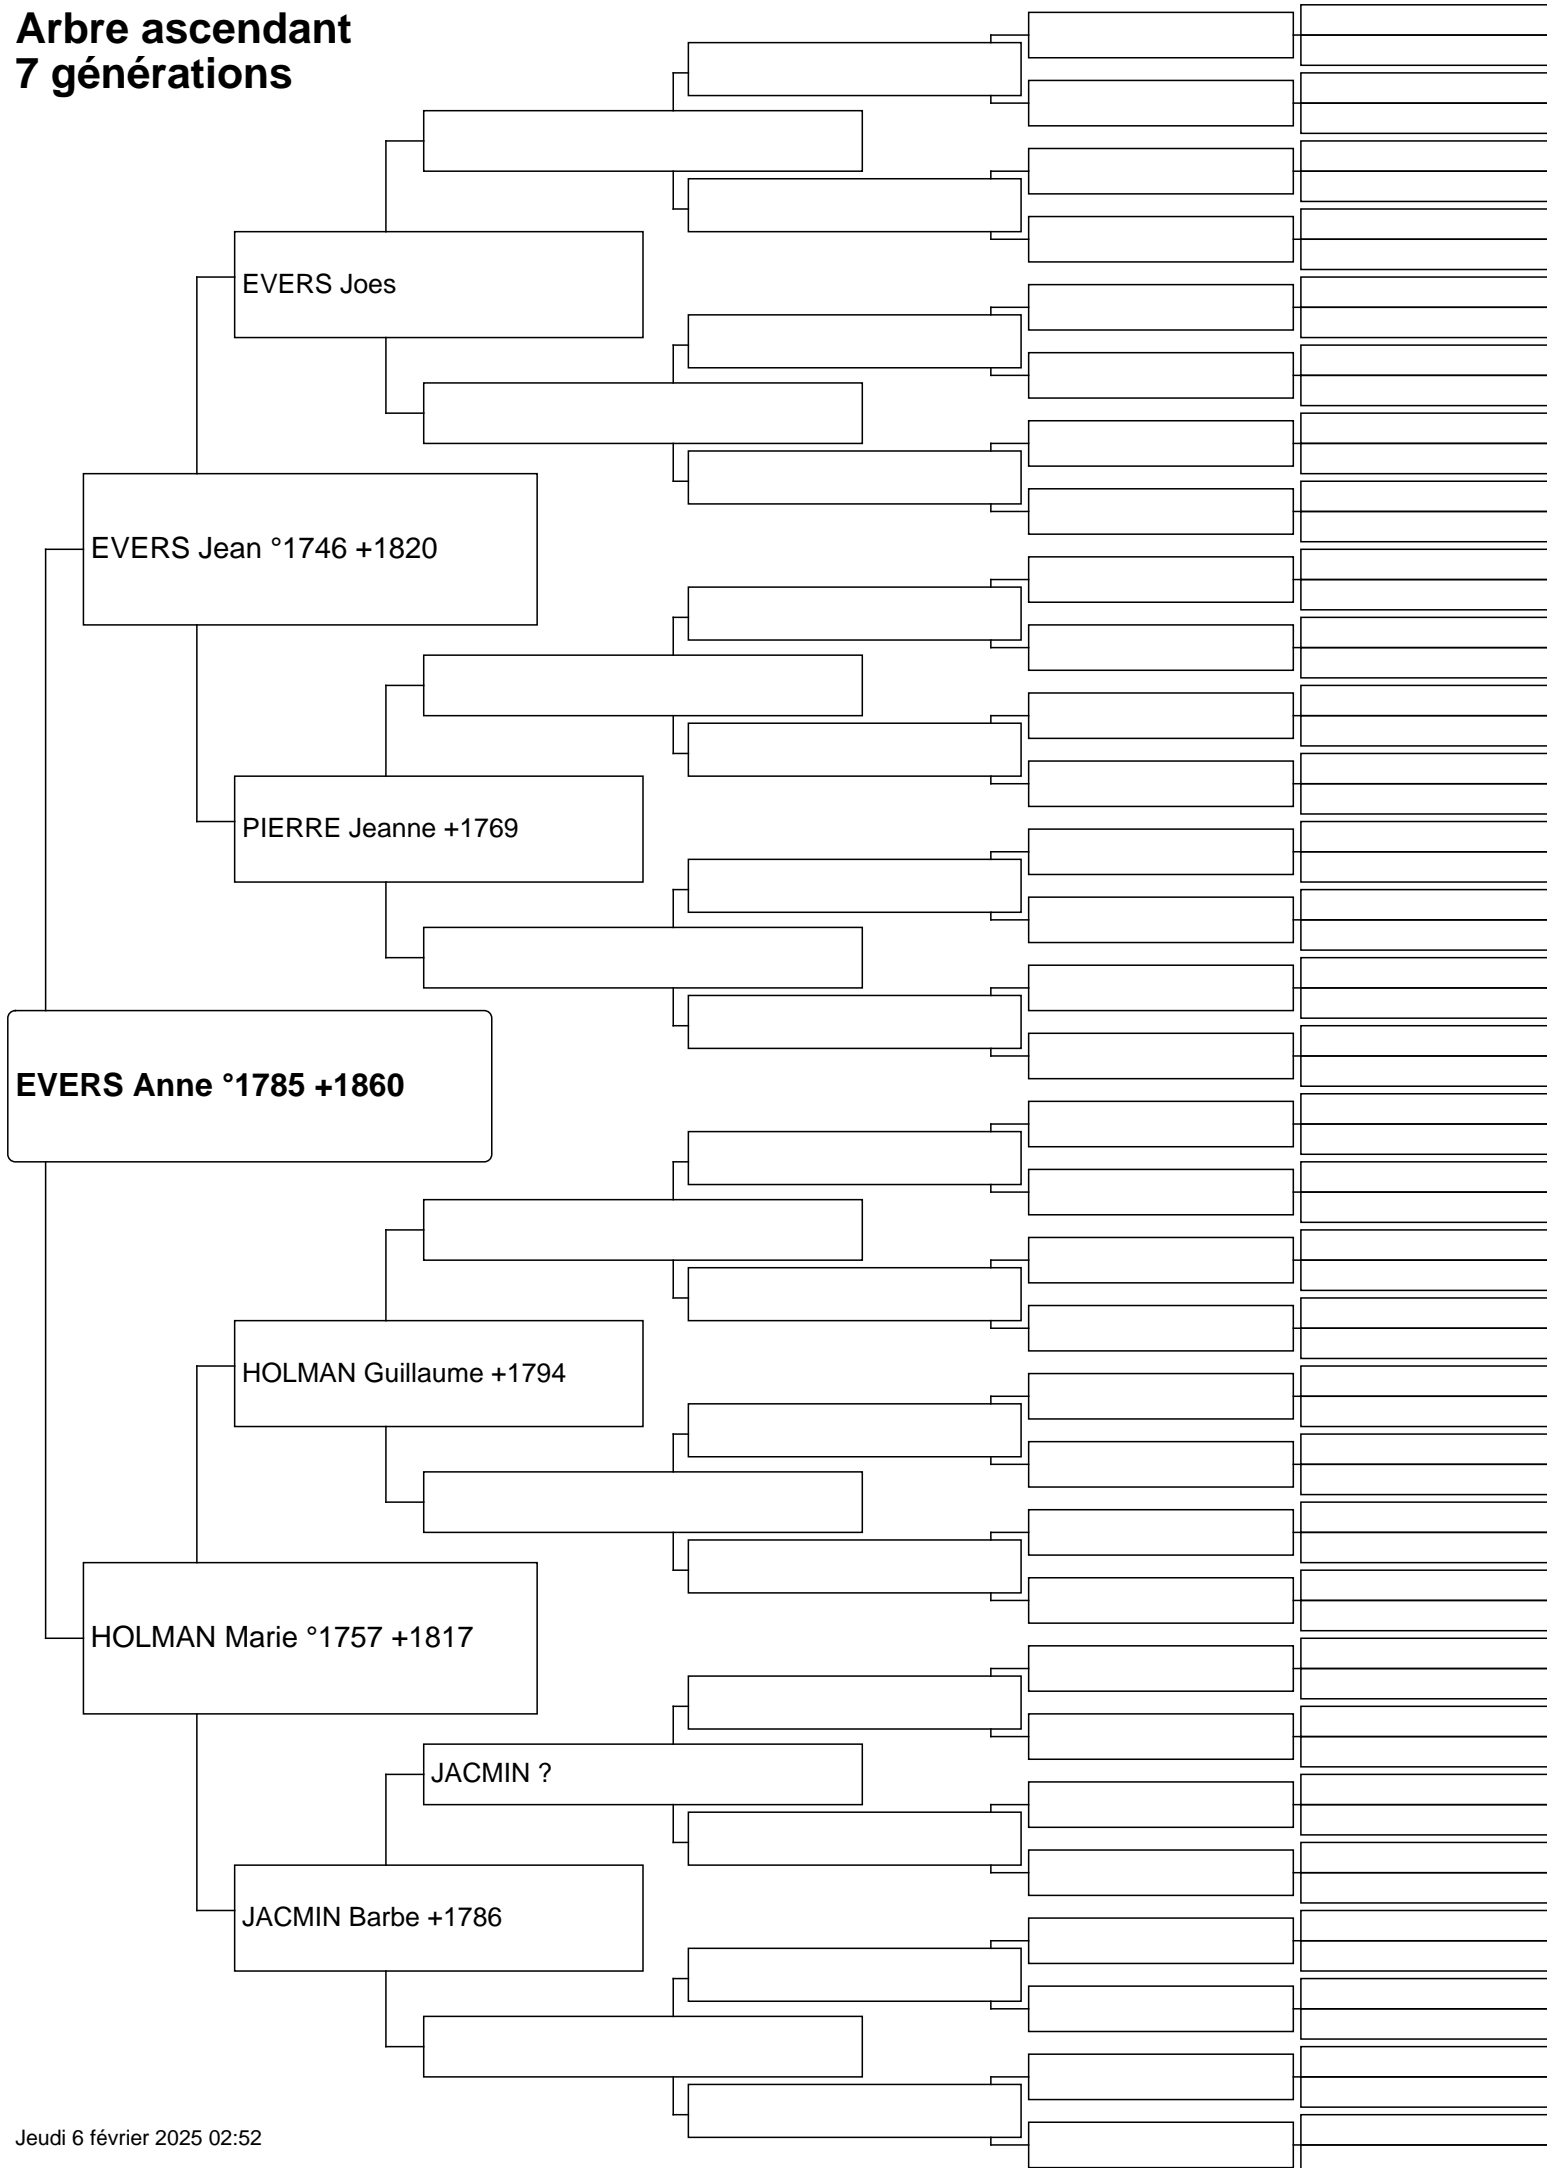 Arbre ascendant
7 générations
EVERS Joes
EVERS Jean °1746 +1820
PIERRE Jeanne +1769
EVERS Anne °1785 +1860
HOLMAN Guillaume +1794
HOLMAN Marie °1757 +1817
JACMIN ?
JACMIN Barbe +1786
Jeudi 6 février 2025 02:52